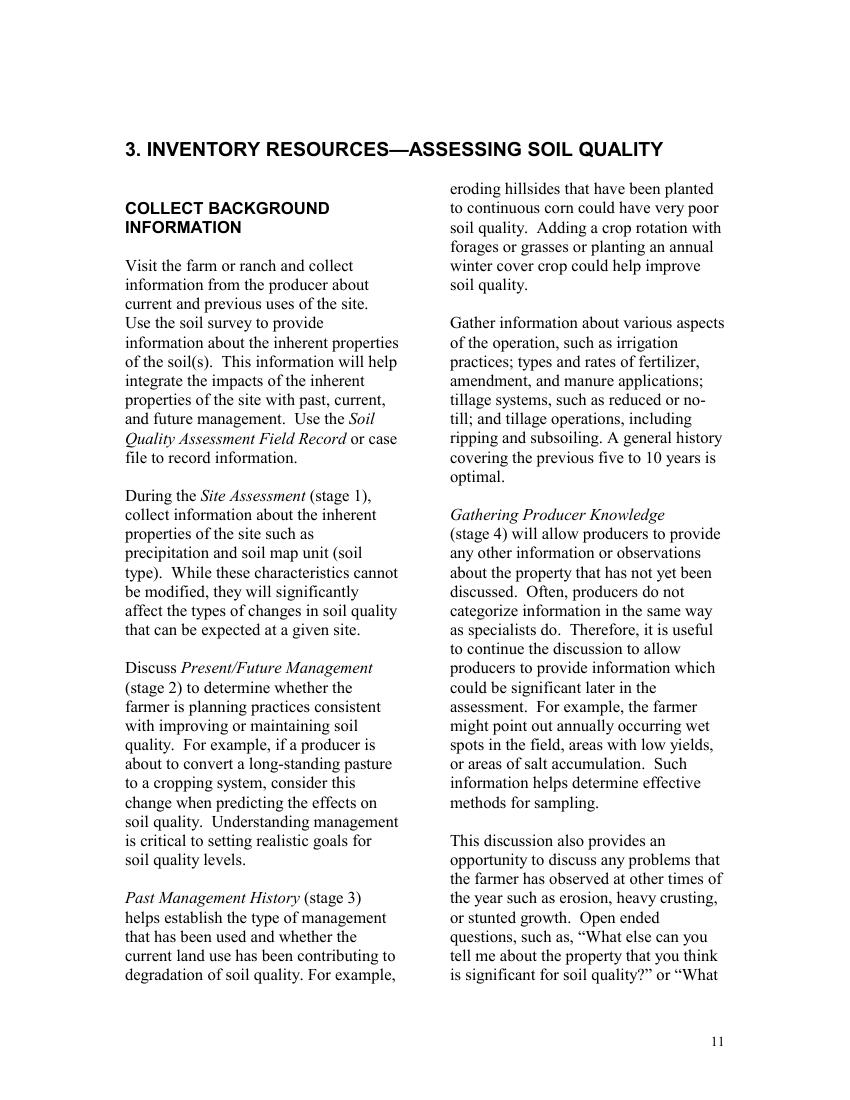 3. INVENTORY RESOURCES—ASSESSING SOIL QUALITY
COLLECT BACKGROUND
INFORMATION
Visit the farm or ranch and collect
information from the producer about
current and previous uses of the site.
Use the soil survey to provide
information about the inherent properties
of the soil(s).  This information will help
integrate the impacts of the inherent
properties of the site with past, current,
and future management.  Use the Soil
Quality Assessment Field Record or case
file to record information.
During the Site Assessment (stage 1),
collect information about the inherent
properties of the site such as
precipitation and soil map unit (soil
type).  While these characteristics cannot
be modified, they will significantly
affect the types of changes in soil quality
that can be expected at a given site.
Discuss Present/Future Management
(stage 2) to determine whether the
farmer is planning practices consistent
with improving or maintaining soil
quality.  For example, if a producer is
about to convert a long-standing pasture
to a cropping system, consider this
change when predicting the effects on
soil quality.  Understanding management
is critical to setting realistic goals for
soil quality levels.
Past Management History (stage 3)
helps establish the type of management
that has been used and whether the
current land use has been contributing to
degradation of soil quality. For example,
eroding hillsides that have been planted
to continuous corn could have very poor
soil quality.  Adding a crop rotation with
forages or grasses or planting an annual
winter cover crop could help improve
soil quality.
Gather information about various aspects
of the operation, such as irrigation
practices; types and rates of fertilizer,
amendment, and manure applications;
tillage systems, such as reduced or no-
till; and tillage operations, including
ripping and subsoiling. A general history
covering the previous five to 10 years is
optimal.
Gathering Producer Knowledge
(stage 4) will allow producers to provide
any other information or observations
about the property that has not yet been
discussed.  Often, producers do not
categorize information in the same way
as specialists do.  Therefore, it is useful
to continue the discussion to allow
producers to provide information which
could be significant later in the
assessment.  For example, the farmer
might point out annually occurring wet
spots in the field, areas with low yields,
or areas of salt accumulation.  Such
information helps determine effective
methods for sampling.
This discussion also provides an
opportunity to discuss any problems that
the farmer has observed at other times of
the year such as erosion, heavy crusting,
or stunted growth.  Open ended
questions, such as, “What else can you
tell me about the property that you think
is significant for soil quality?” or “What
11